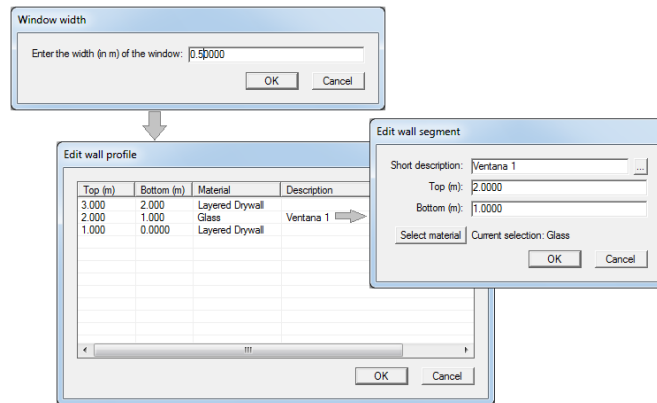 Window width
Enter the width (in m) of the window: 0.50000
OK Cancel
Edit wall profile
Top (m) Bottom (m) Material Description
3.000 2.000 Layered Drywall
2.000 1.000 Glass Ventana 1
1.000 0.0000 Layered Drywall
OK Cancel
Edit wall segment
Short description: Ventana 1 ...
Top (m): 2.0000
Bottom (m): 1.0000
Select material Current selection: Glass
OK Cancel